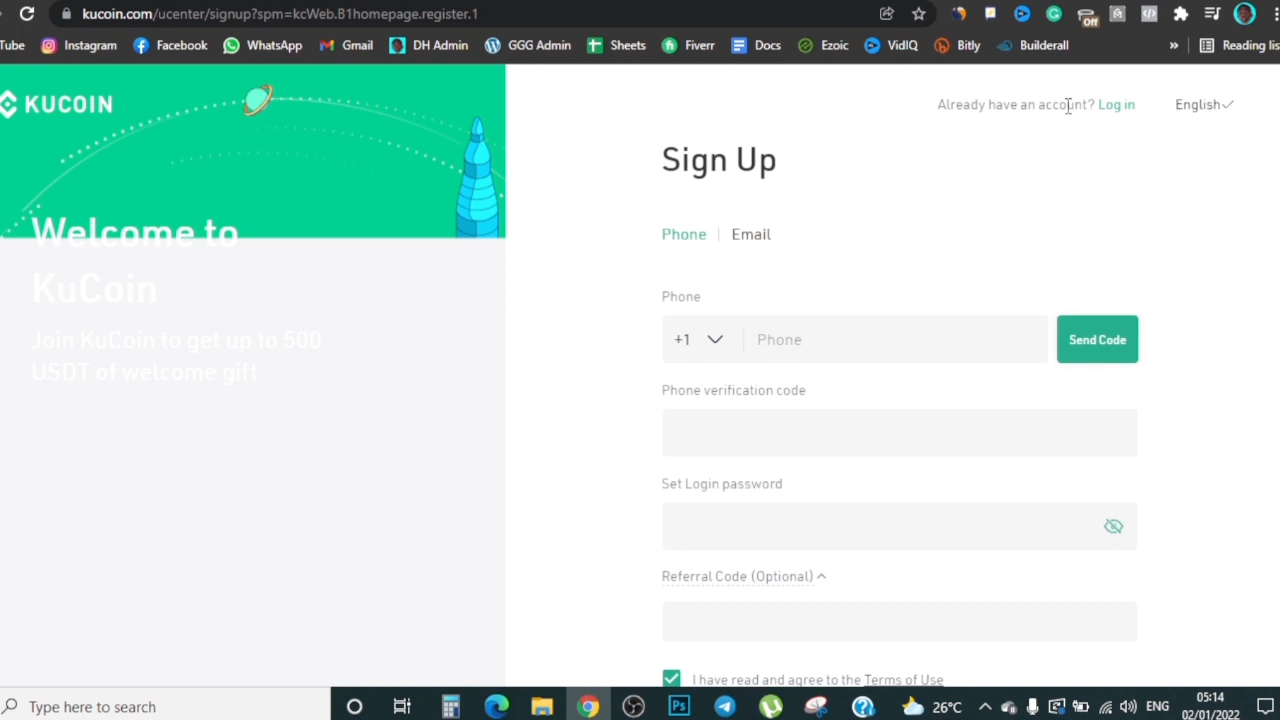 kucoin.com/ucenter/signup?spm=kcWeb.B1homepage.register.1
Tube Instagram Facebook WhatsApp Gmail DH Admin GGG Admin Sheets Fiverr Docs Ezoic VidIQ Bitly Builderall » Reading lis
Off
KUCOIN
Already have an account? Log in English
Sign Up
Welcome to
KuCoin
Join KuCoin to get up to 500
USDT of welcome gift
Phone | Email
Phone
+1 Phone Send Code
Phone verification code
Set Login password
Referral Code (Optional)
I have read and agree to the Terms of Use
Type here to search
Ps
26°C
ENG
05:14
02/01/2022